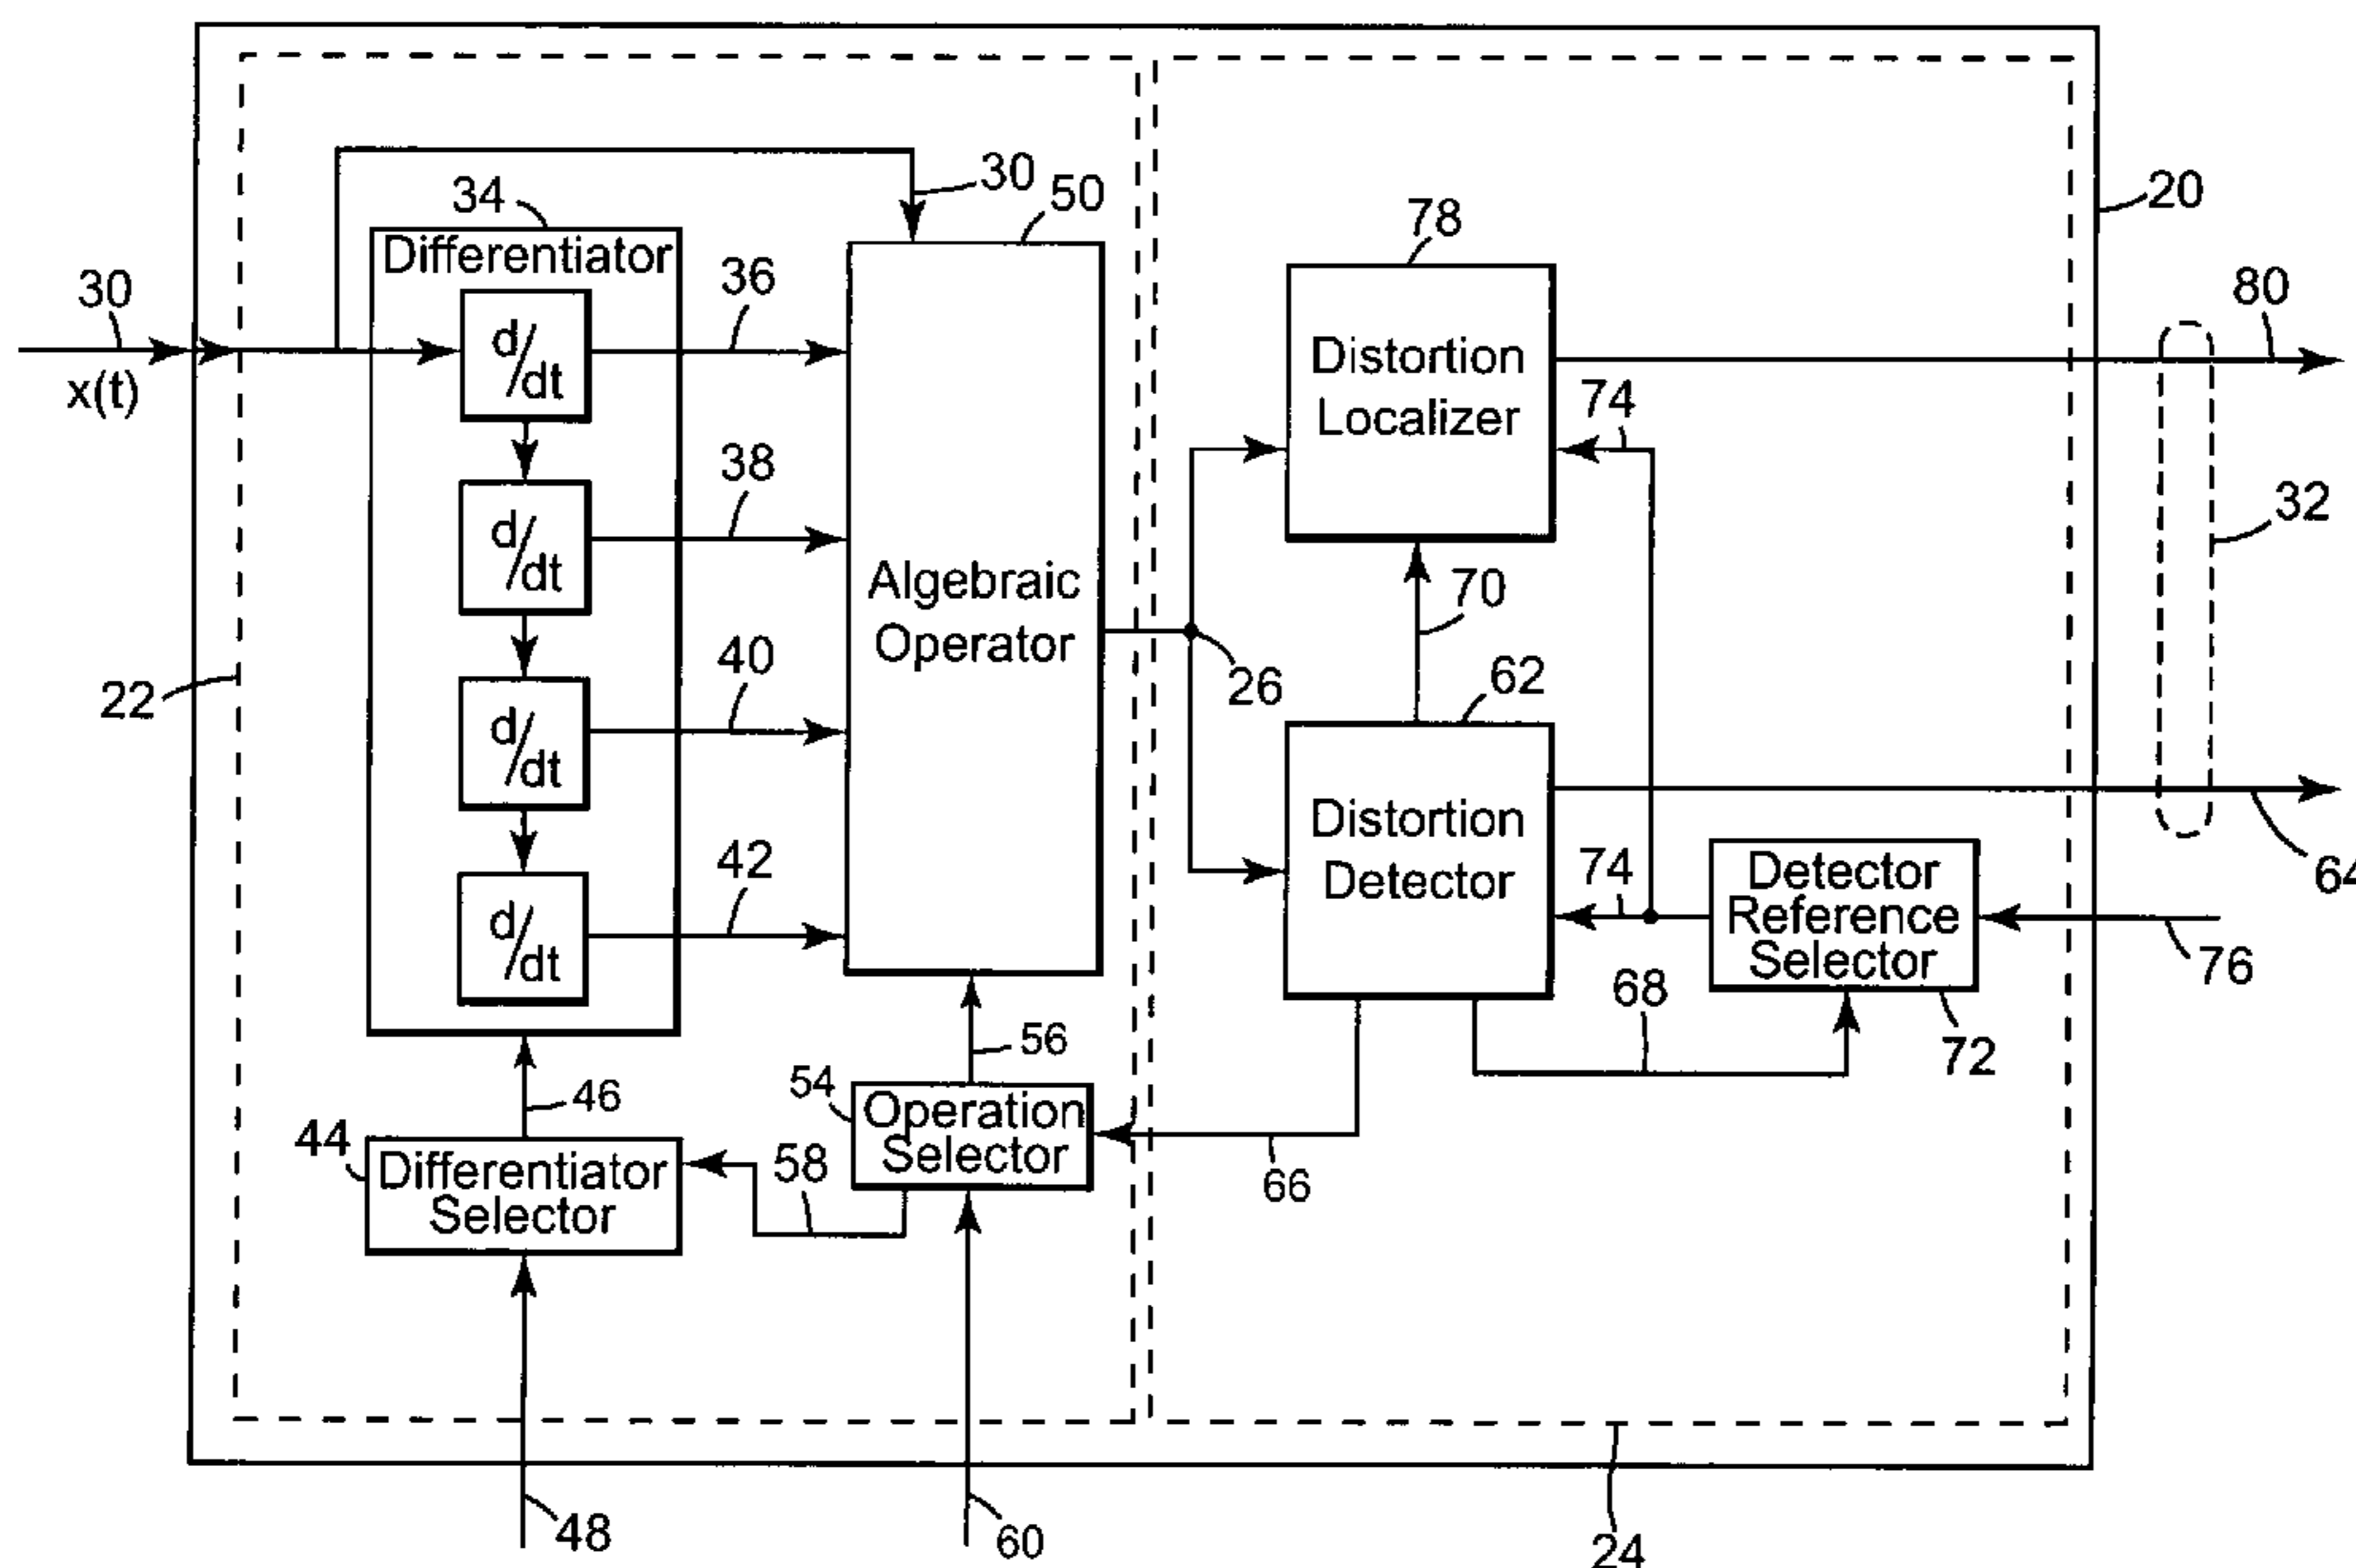 30
x(t)
22
34
Differentiator
d/dt
d/dt
d/dt
d/dt
36
38
40
42
30
50
Algebraic
Operator
46
44
Differentiator
Selector
48
58
54
56
Operation
Selector
60
66
26
78
Distortion
Localizer
70
74
62
Distortion
Detector
74
68
Detector
Reference
Selector
72
76
20
80
32
64
24